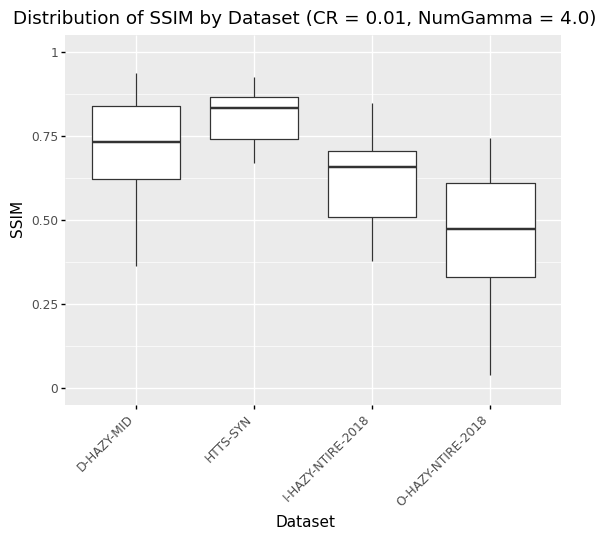 Distribution of SSIM by Dataset (CR = 0.01, NumGamma = 4.0)
1
0.75
0.50
0.25
0
SSIM
D-HAZY-MID
HTTS-SYN
I-HAZY-NTIRE-2018
O-HAZY-NTIRE-2018
Dataset